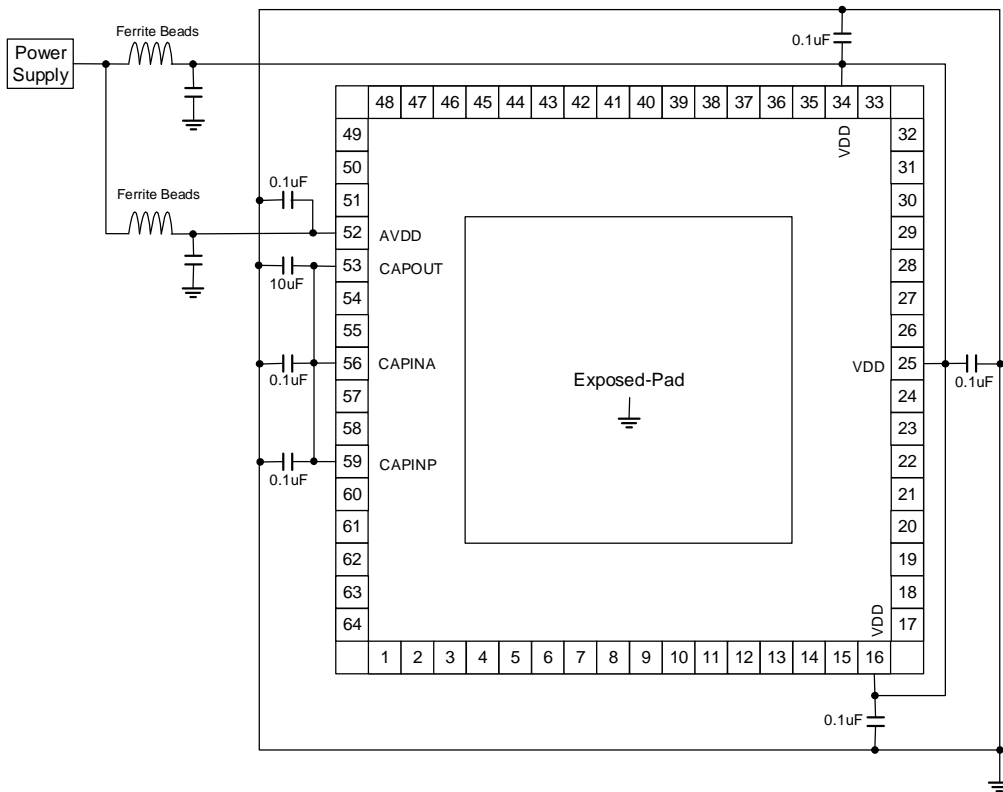 Ferrite Beads
Power
Supply
0.1uF
48 47 46 45 44 43 42 41 40 39 38 37 36 35 34 33
VDD
49
50
51
52
53
54
55
56
57
58
59
60
61
62
63
64
0.1uF
Ferrite Beads
AVDD
CAPOUT
10uF
CAPINA
0.1uF
CAPINP
0.1uF
Exposed-Pad
32
31
30
29
28
27
26
25
24
23
22
21
20
19
18
17
VDD
0.1uF
VDD
1 2 3 4 5 6 7 8 9 10 11 12 13 14 15 16
0.1uF